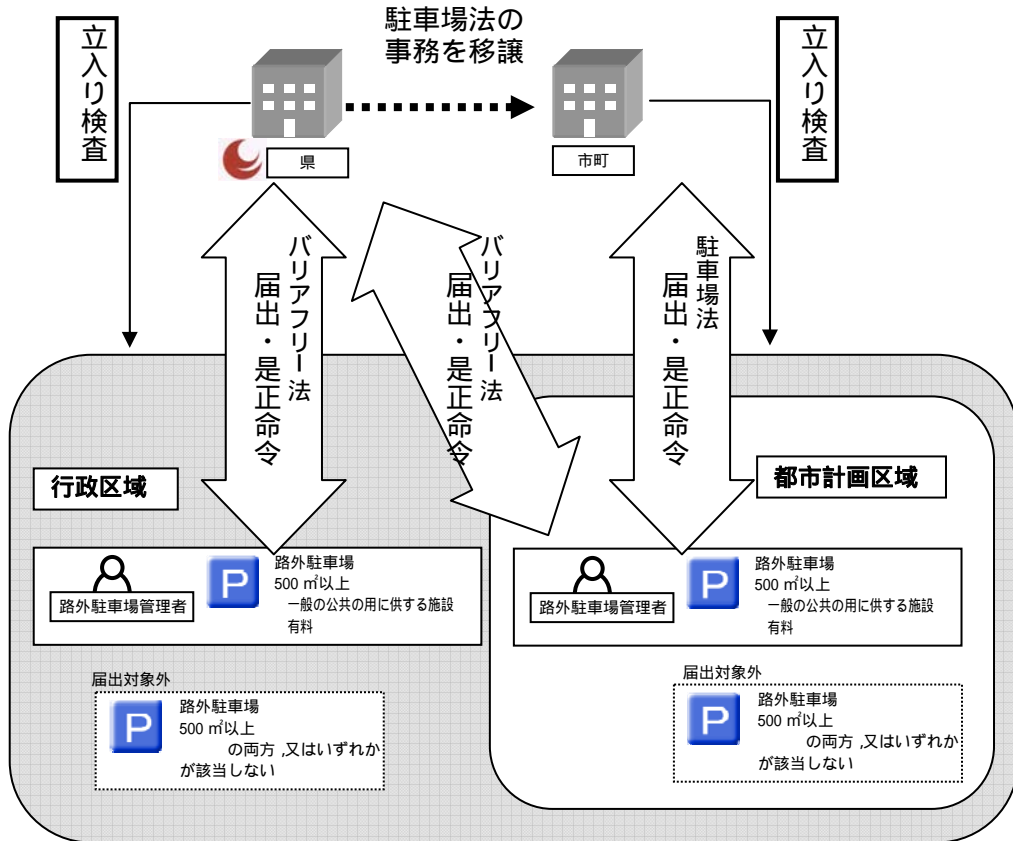 駐車場法の
事務を移譲
立入り検査
立入り検査
県
市町
バリアフリー法
届出・是正命令
バリアフリー法
届出・是正命令
駐車場法
届出・是正命令
行政区域
都市計画区域
路外駐車場管理者
P
路外駐車場
500 ㎡以上
一般の公共の用に供する施設
有料
路外駐車場管理者
P
路外駐車場
500 ㎡以上
一般の公共の用に供する施設
有料
届出対象外
P
路外駐車場
500 ㎡以上
の両方,又はいずれか
が該当しない
届出対象外
P
路外駐車場
500 ㎡以上
の両方,又はいずれか
が該当しない